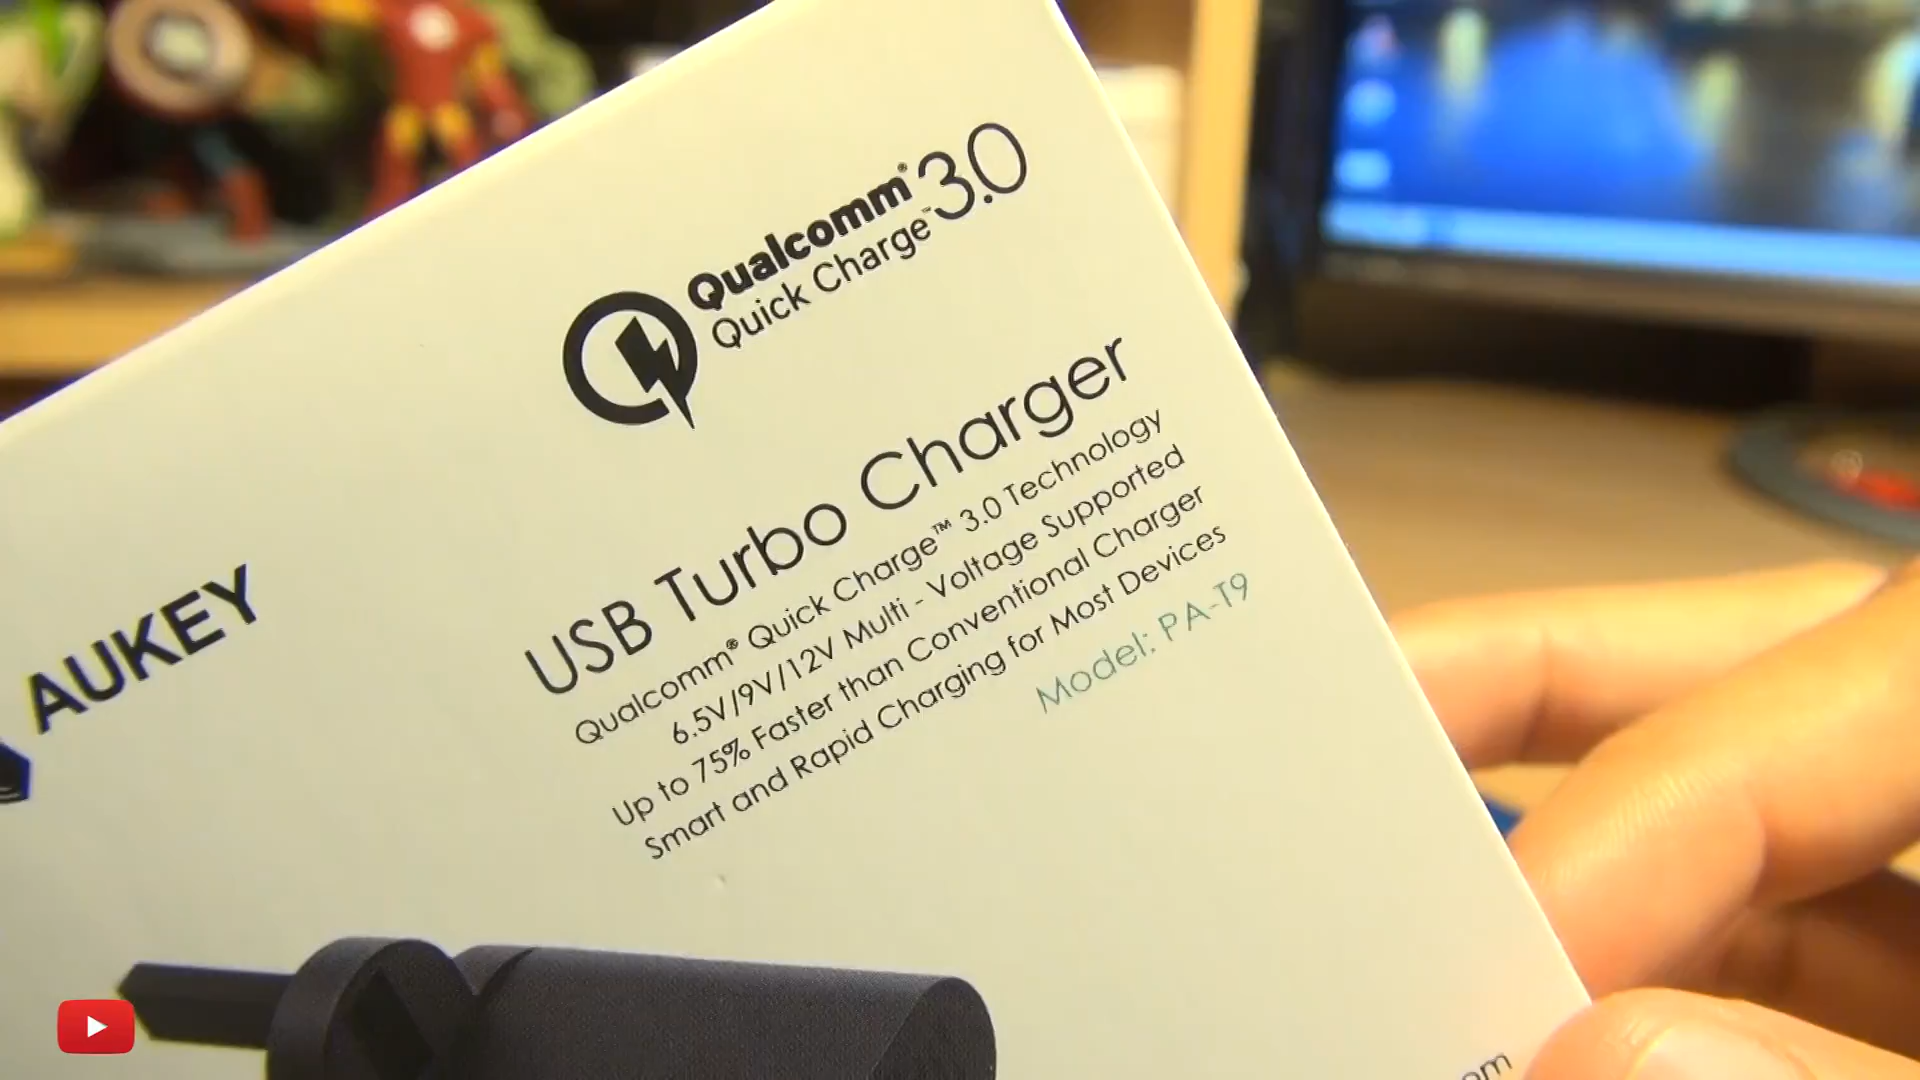 Qualcomm® 3.0
Quick Charge™
USB Turbo Charger
Qualcomm® Quick Charge™ 3.0 Technology
6.5V/9V/12V Multi - Voltage Supported
Up to 75% Faster than Conventional Charger
Smart and Rapid Charging for Most Devices
Model: PA-T9
AUKEY